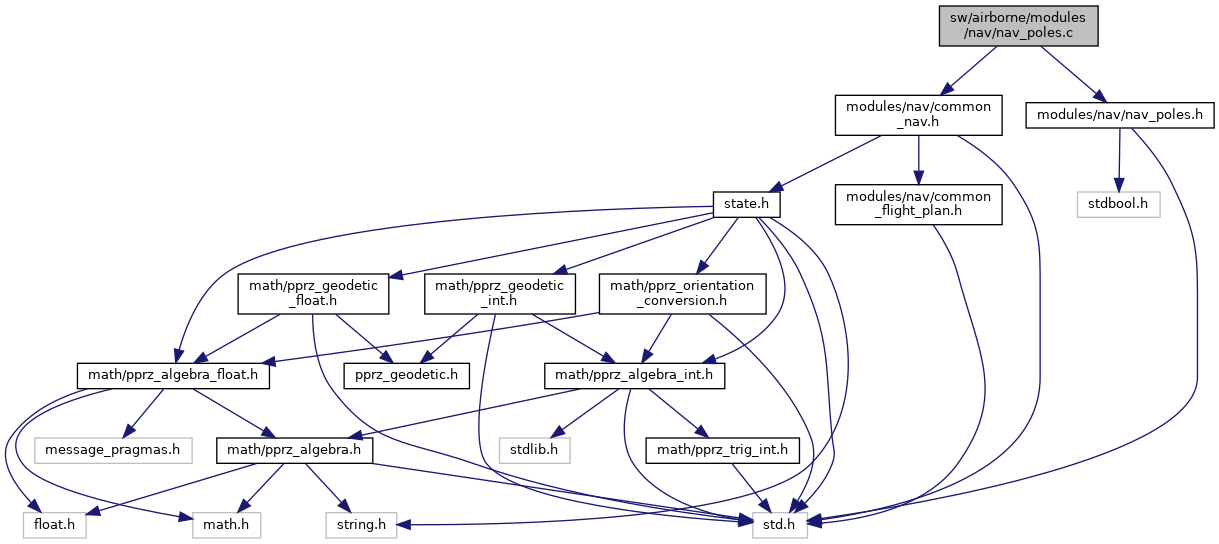 sw/airborne/modules
/nav/nav_poles.c
modules/nav/common
_nav.h
modules/nav/nav_poles.h
state.h
modules/nav/common
_flight_plan.h
stdbool.h
math/pprz_geodetic
_float.h
math/pprz_geodetic
_int.h
math/pprz_orientation
_conversion.h
math/pprz_algebra_float.h
pprz_geodetic.h
math/pprz_algebra_int.h
message_pragmas.h
math/pprz_algebra.h
stdlib.h
math/pprz_trig_int.h
float.h
math.h
string.h
std.h